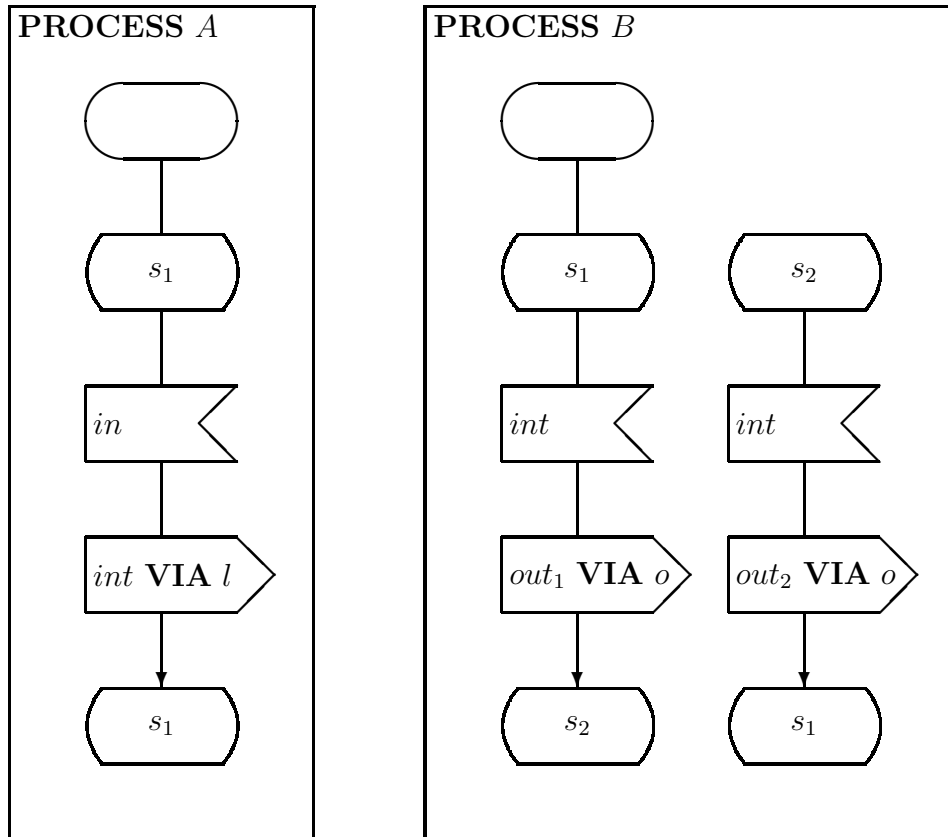 PROCESS A
s₁
in
int VIA l
s₁
PROCESS B
s₁
int
out₁ VIA o
s₂
s₂
int
out₂ VIA o
s₁